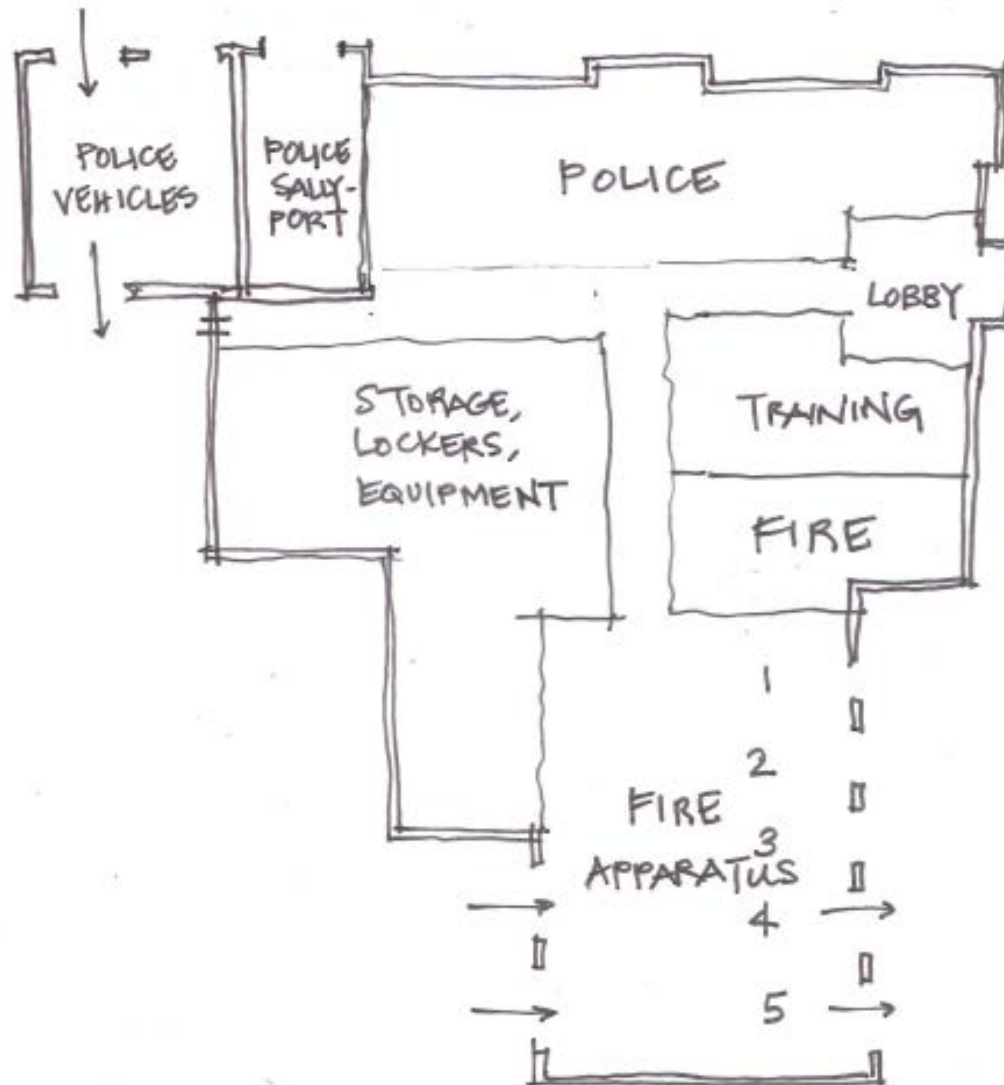 POLICE
VEHICLES
POLICE
SALLY-
PORT
POLICE
LOBBY
STORAGE,
LOCKERS,
EQUIPMENT
TRAINING
FIRE
1
2
FIRE
3
APPARATUS
4
5